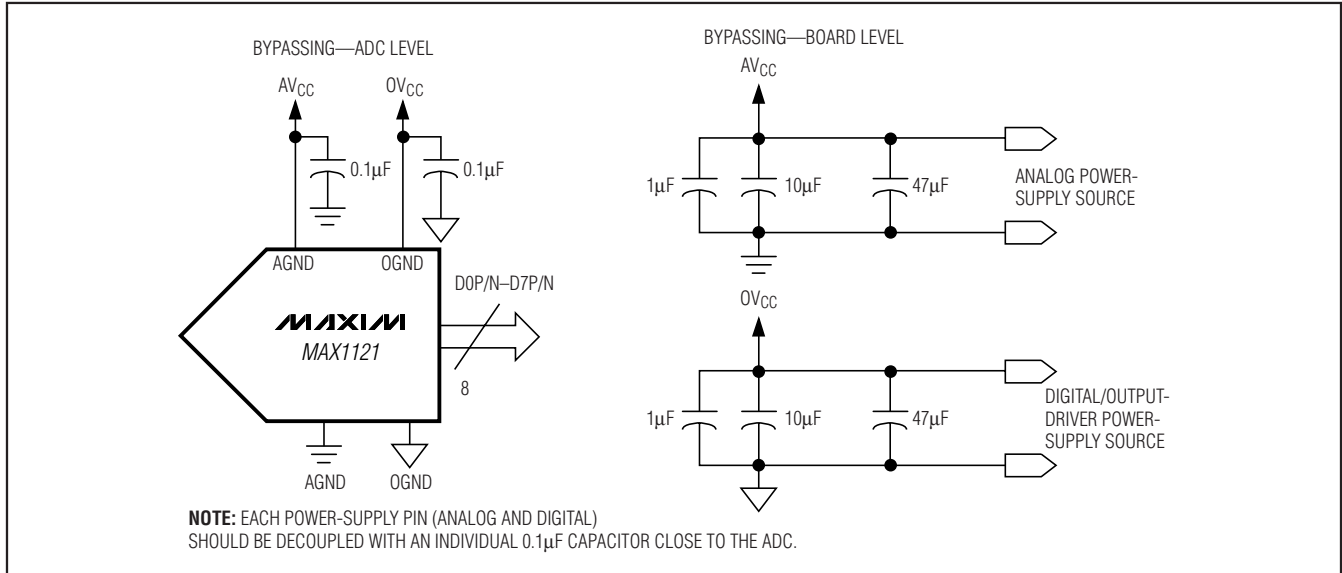 BYPASSING—ADC LEVEL
AVCC
OVCC
0.1μF
0.1μF
AGND
OGND
D0P/N–D7P/N
MAXIM
MAX1121
8
AGND
OGND
BYPASSING—BOARD LEVEL
AVCC
1μF
10μF
47μF
ANALOG POWER-
SUPPLY SOURCE
OVCC
1μF
10μF
47μF
DIGITAL/OUTPUT-
DRIVER POWER-
SUPPLY SOURCE
NOTE: EACH POWER-SUPPLY PIN (ANALOG AND DIGITAL)
SHOULD BE DECOUPLED WITH AN INDIVIDUAL 0.1μF CAPACITOR CLOSE TO THE ADC.